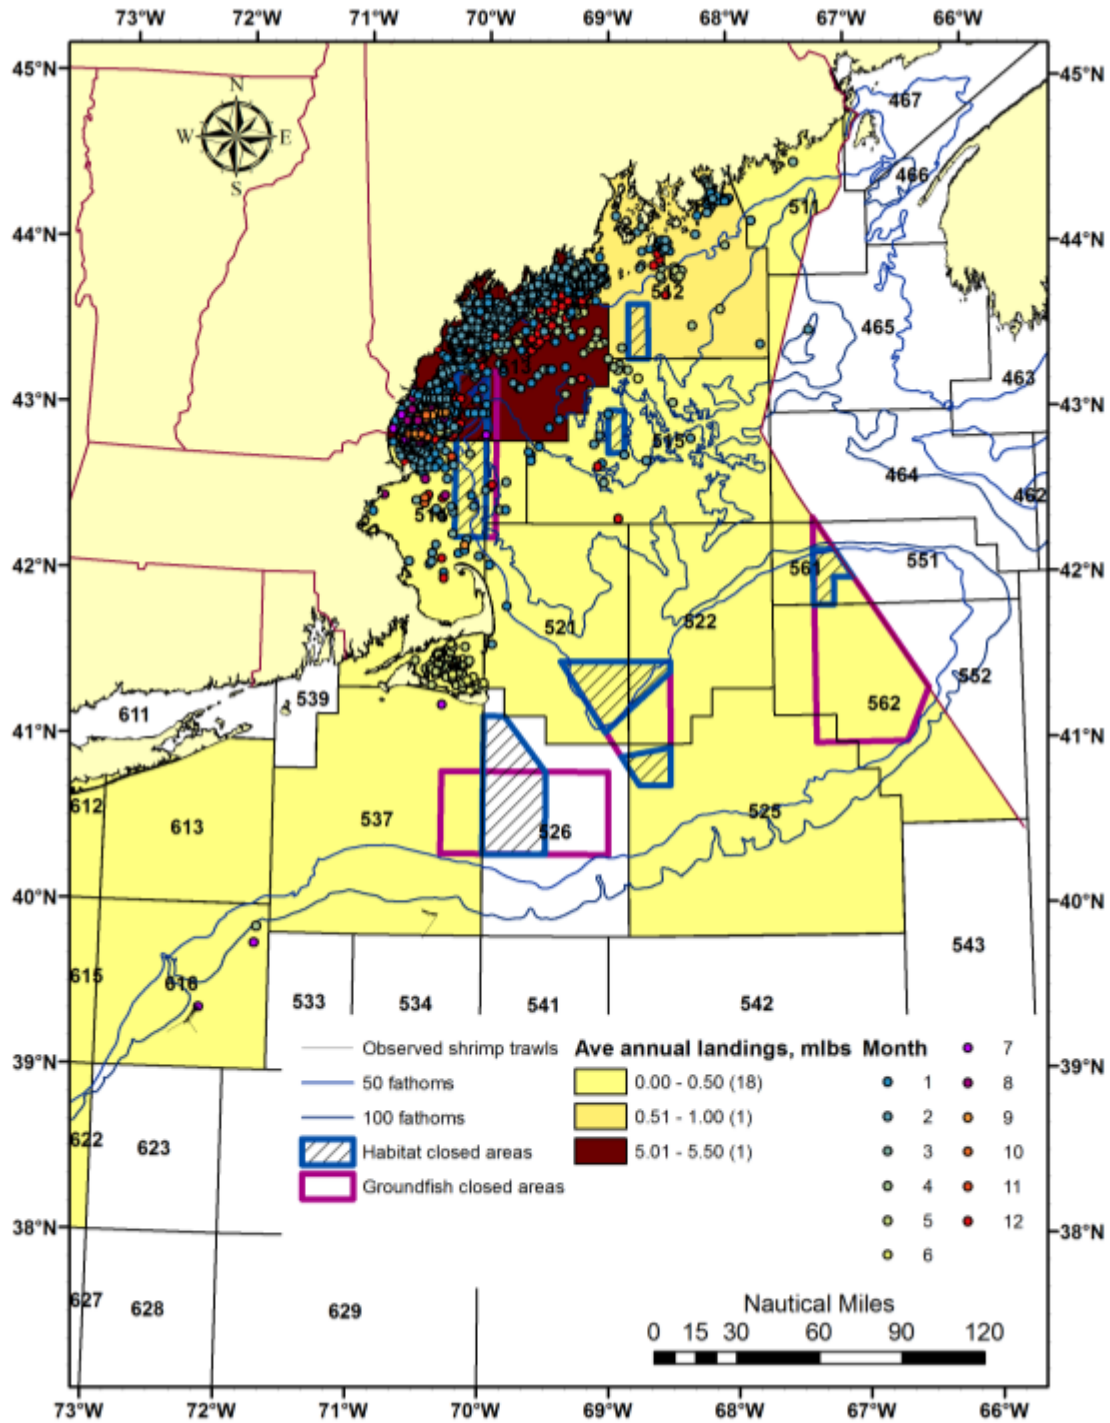 73°W 72°W 71°W 70°W 69°W 68°W 67°W 66°W
45°N 45°N
467
N
W E
S
466
511
44°N 44°N
512
465
463
513
43°N 43°N
515
464
462
514
42°N 42°N
561 551
521 522
552
539
562
611
41°N 41°N
612 613 537 526 525
40°N 40°N
543
615 616
533 534 541 542
39°N 39°N
Observed shrimp trawls
50 fathoms
100 fathoms
Habitat closed areas
Groundfish closed areas
Ave annual landings, mlbs
0.00 - 0.50 (18)
0.51 - 1.00 (1)
5.01 - 5.50 (1)
Month
1
2
3
4
5
6
7
8
9
10
11
12
622 623
38°N 38°N
627 628 629
Nautical Miles
0 15 30 60 90 120
73°W 72°W 71°W 70°W 69°W 68°W 67°W 66°W